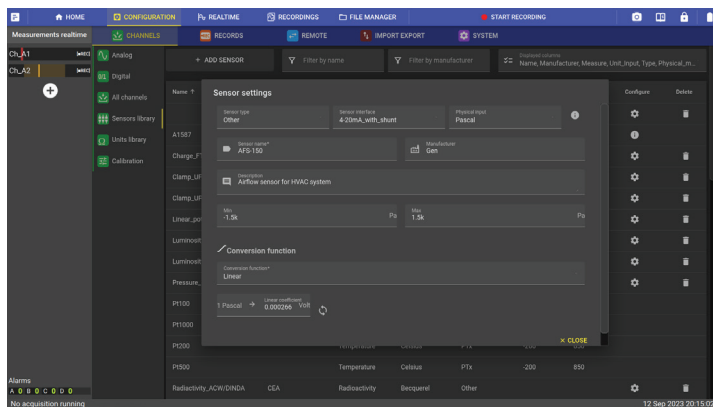 HOME
CONFIGURATION
REALTIME
RECORDINGS
FILE MANAGER
START RECORDING
Measurements realtime
CHANNELS
RECORDS
REMOTE
IMPORT EXPORT
SYSTEM
Ch_A1
Ch_A2
Analog
Digital
All channels
Sensors library
Units library
Calibration
+ ADD SENSOR
Filter by name
Filter by manufacturer
Displayed columns
Name, Manufacturer, Measure, Unit_Input, Type, Physical_m...
Name ↑
Configure
Delete
Sensor settings
Sensor type
Other
Sensor interface
4-20mA_with_shunt
Physical input
Pascal
Sensor name*
AFS-150
Manufacturer
Gen
Description
Airflow sensor for HVAC system
Min
-1.5k
Pa
Max
1.5k
Pa
Conversion function
Conversion function*
Linear
1 Pascal →
Linear coefficient
0.000266 Volt
× CLOSE
A1587
Charge_F
Clamp_UF
Clamp_UF
Linear_po
Luminosit
Luminosit
Pressure_
Pt100
Pt1000
Pt200 Temperature Celsius PTx -200 850
Pt500 Temperature Celsius PTx -200 850
Radiactivity_ACW/DINDA CEA Radioactivity Becquerel Other
Alarms
A 0 B 0 C 0 D 0
No acquisition running
12 Sep 2023 20:15:02